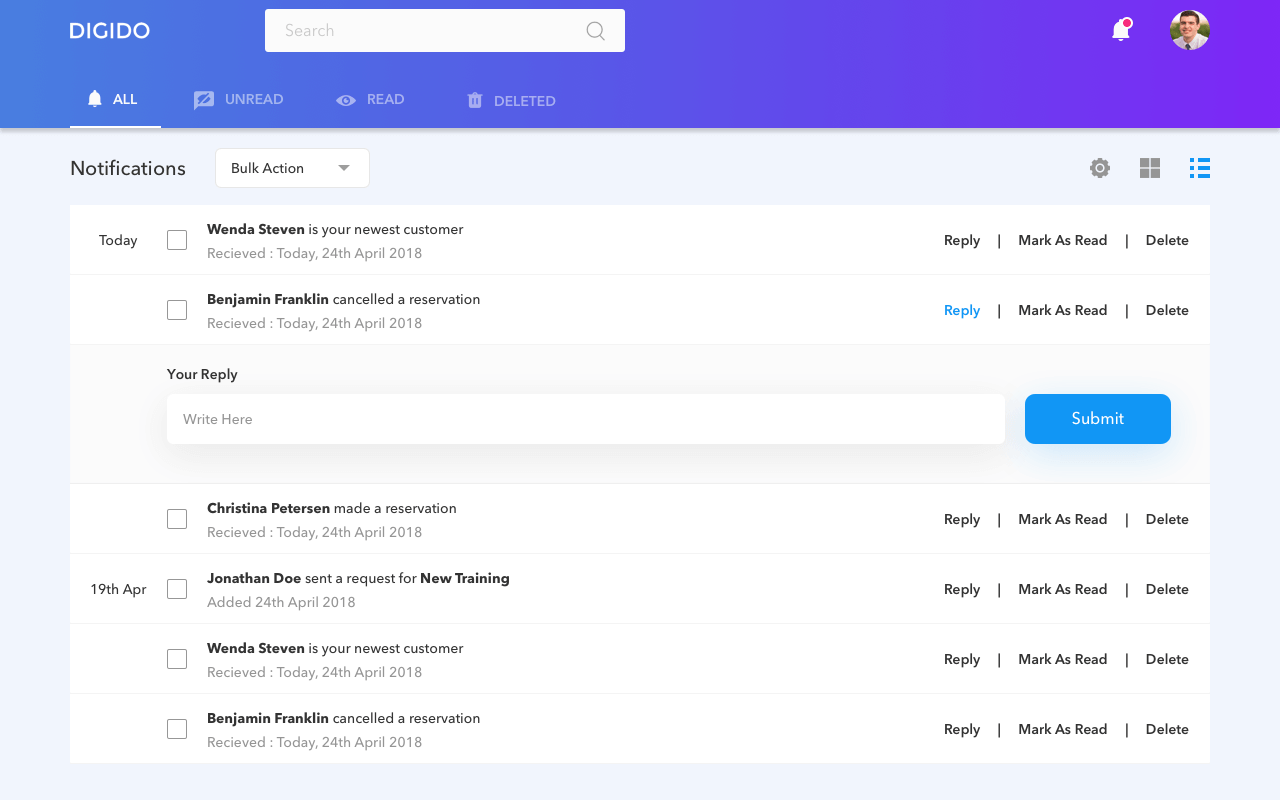 DIGIDO
Search
ALL
UNREAD
READ
DELETED
Notifications
Bulk Action
Today
Wenda Steven is your newest customer
Recieved : Today, 24th April 2018
Reply | Mark As Read | Delete
Benjamin Franklin cancelled a reservation
Recieved : Today, 24th April 2018
Reply | Mark As Read | Delete
Your Reply
Write Here
Submit
Christina Petersen made a reservation
Recieved : Today, 24th April 2018
Reply | Mark As Read | Delete
19th Apr
Jonathan Doe sent a request for New Training
Added 24th April 2018
Reply | Mark As Read | Delete
Wenda Steven is your newest customer
Recieved : Today, 24th April 2018
Reply | Mark As Read | Delete
Benjamin Franklin cancelled a reservation
Recieved : Today, 24th April 2018
Reply | Mark As Read | Delete